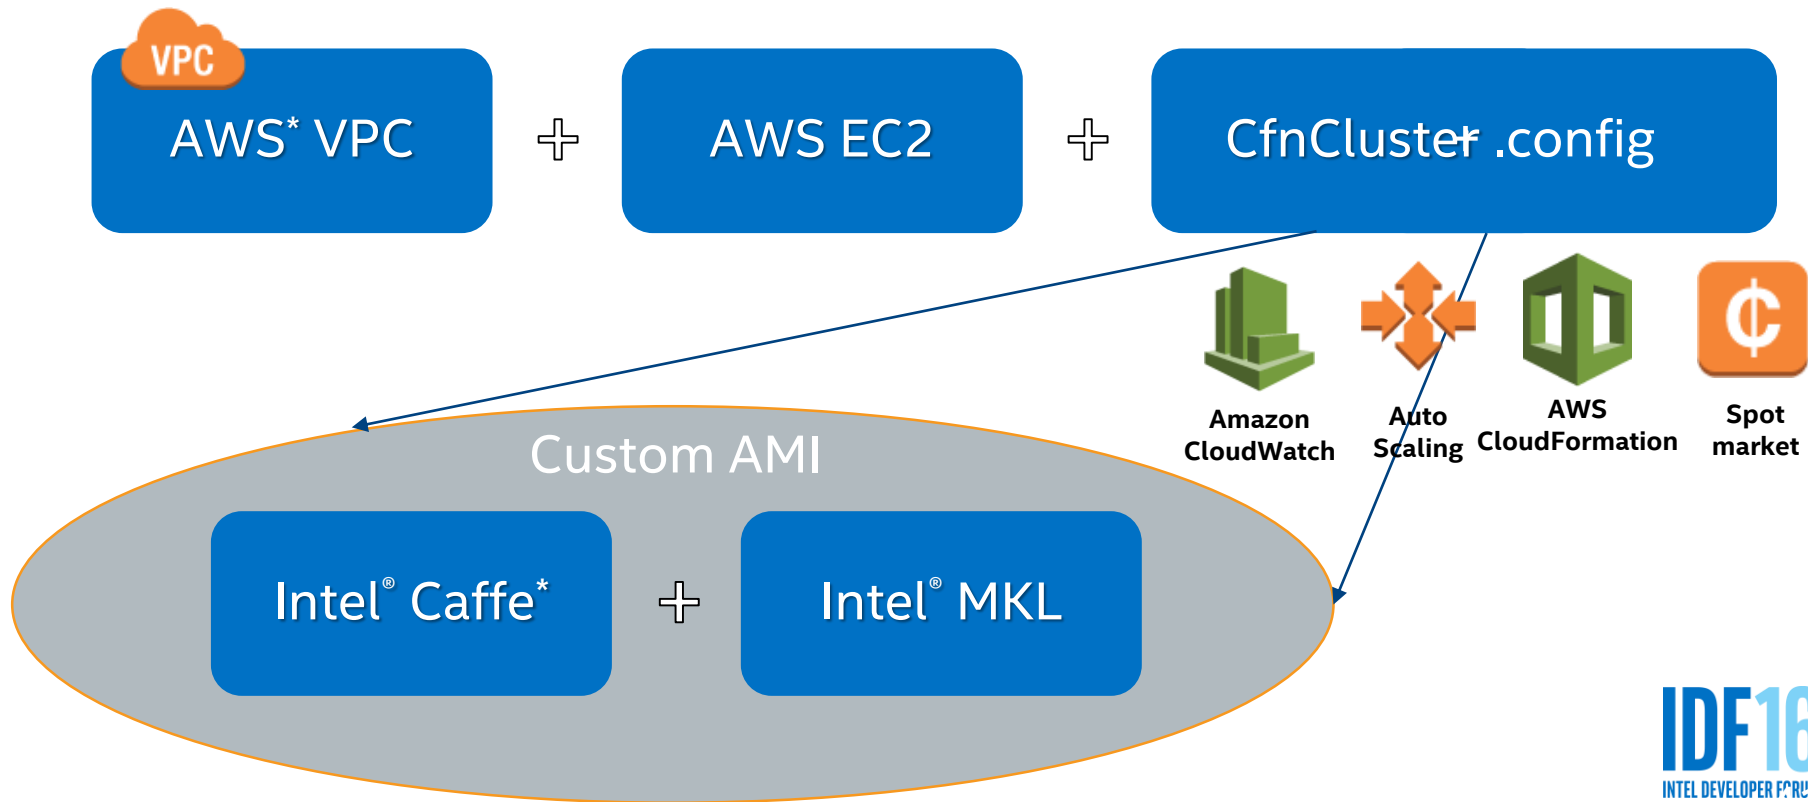 VPC
AWS* VPC + AWS EC2 + CfnCluster .config
Amazon CloudWatch
Auto Scaling
AWS CloudFormation
Spot market
Custom AMI
Intel® Caffe* + Intel® MKL
IDF16
INTEL DEVELOPER FORU